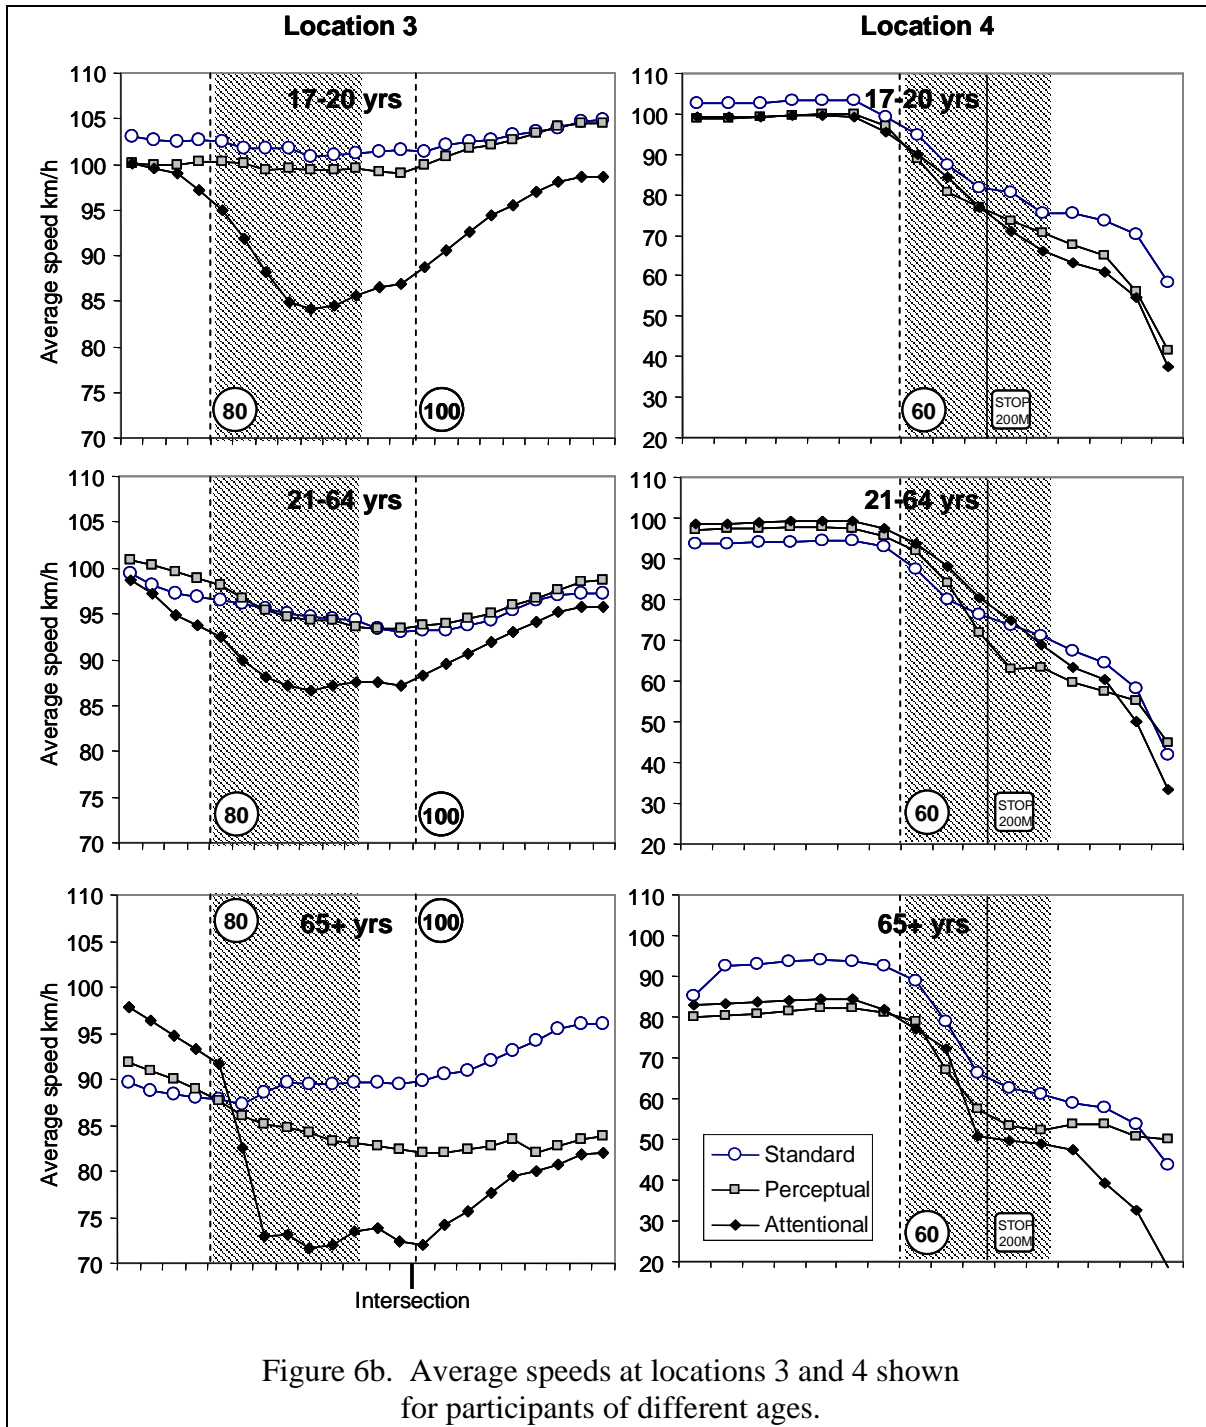 Location 3
Location 4
110
105
100
95
90
85
80
75
70
Average speed km/h
17-20 yrs
80
100
110
100
90
80
70
60
50
40
30
20
17-20 yrs
60
STOP
200M
110
105
100
95
90
85
80
75
70
Average speed km/h
21-64 yrs
80
100
110
100
90
80
70
60
50
40
30
20
21-64 yrs
60
STOP
200M
110
105
100
95
90
85
80
75
70
Average speed km/h
80
65+ yrs
100
Intersection
110
100
90
80
70
60
50
40
30
20
65+ yrs
Standard
Perceptual
Attentional
60
STOP
200M
Figure 6b. Average speeds at locations 3 and 4 shown
for participants of different ages.